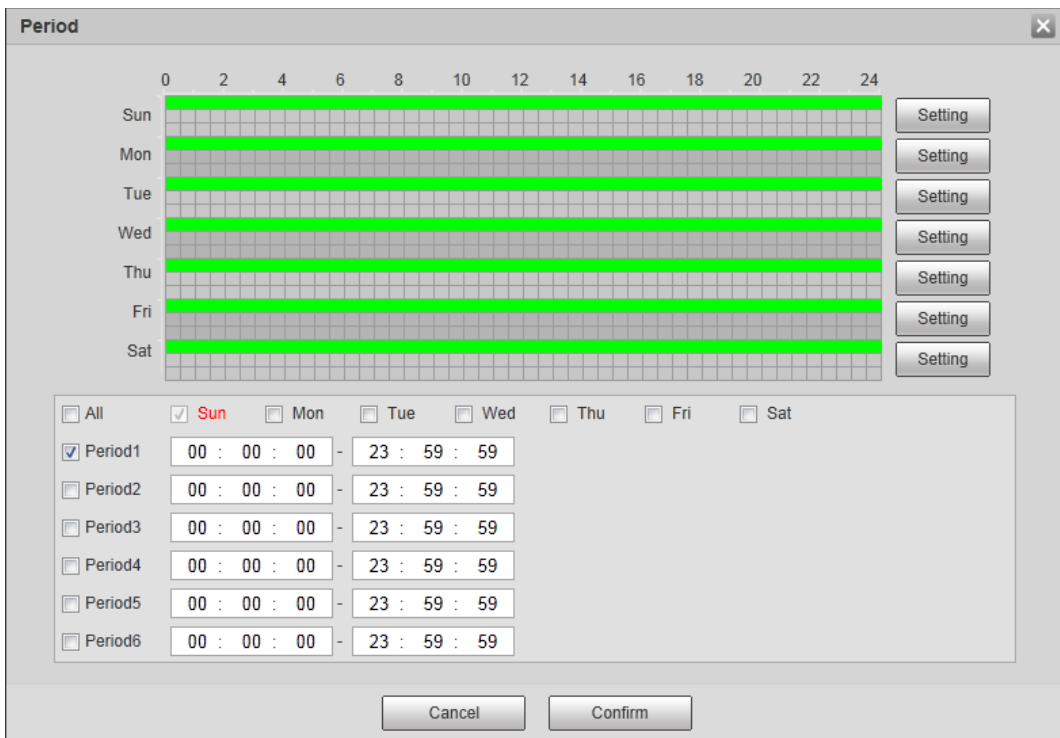 Period
0 2 4 6 8 10 12 14 16 18 20 22 24
Sun Setting
Mon Setting
Tue Setting
Wed Setting
Thu Setting
Fri Setting
Sat Setting
All Sun Mon Tue Wed Thu Fri Sat
Period1 00 : 00 : 00 - 23 : 59 : 59
Period2 00 : 00 : 00 - 23 : 59 : 59
Period3 00 : 00 : 00 - 23 : 59 : 59
Period4 00 : 00 : 00 - 23 : 59 : 59
Period5 00 : 00 : 00 - 23 : 59 : 59
Period6 00 : 00 : 00 - 23 : 59 : 59
Cancel Confirm